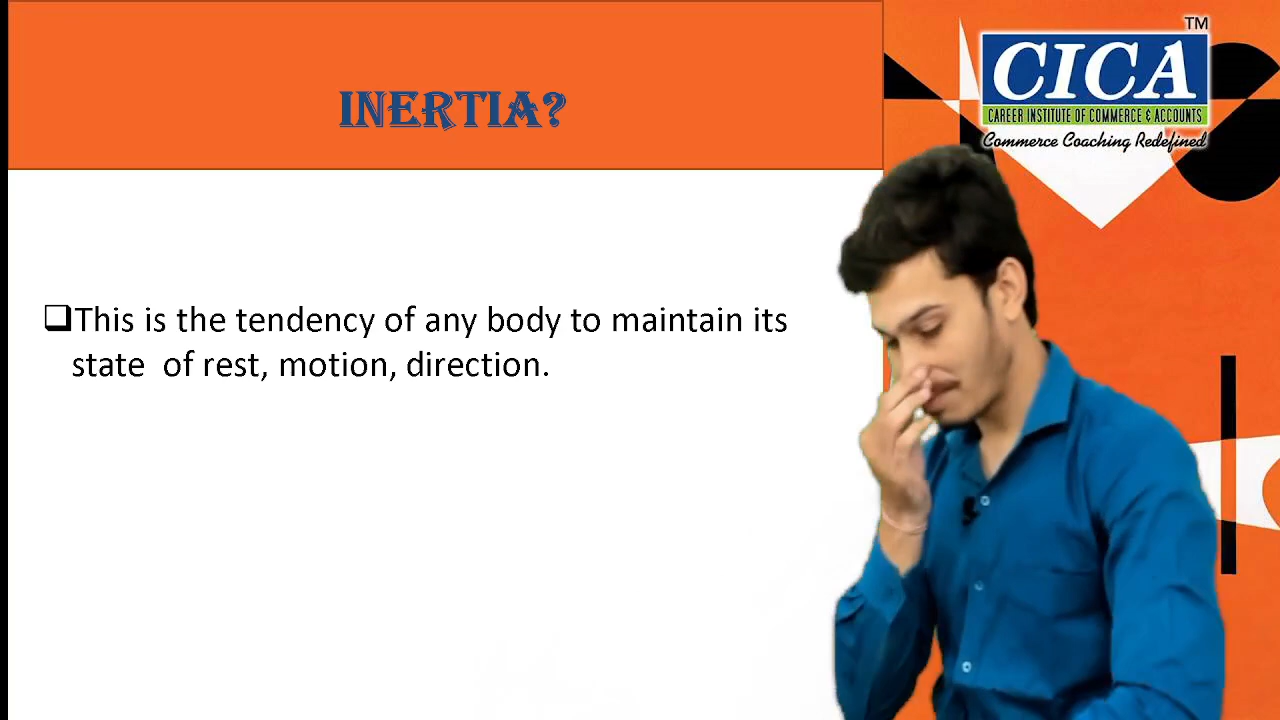 INERTIA?
TM
CICA
CAREER INSTITUTE OF COMMERCE & ACCOUNTS
Commerce Coaching Redefined
❑This is the tendency of any body to maintain its
state of rest, motion, direction.